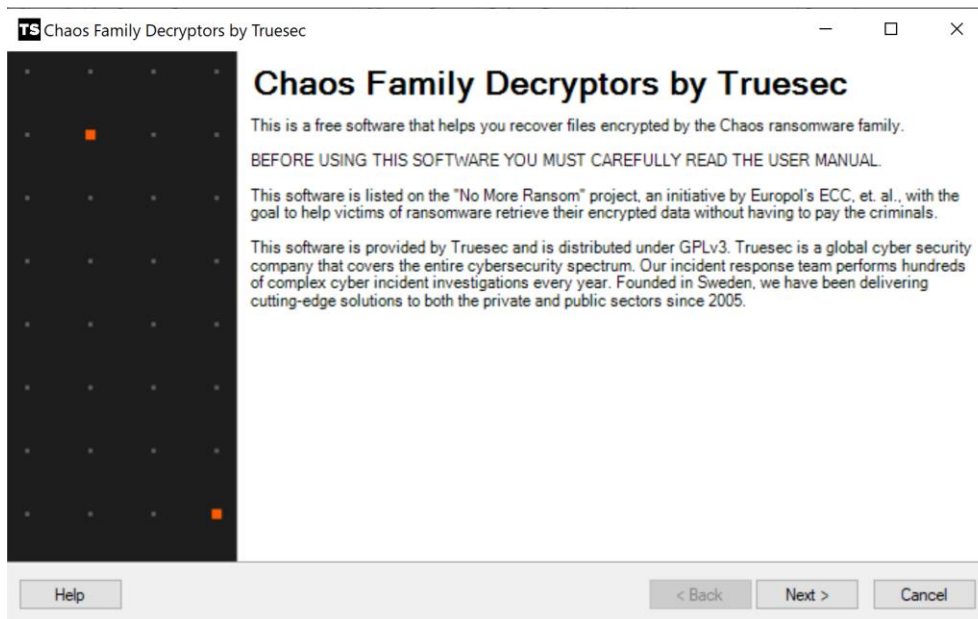 TS Chaos Family Decryptors by Truesec
Chaos Family Decryptors by Truesec
This is a free software that helps you recover files encrypted by the Chaos ransomware family.
BEFORE USING THIS SOFTWARE YOU MUST CAREFULLY READ THE USER MANUAL.
This software is listed on the "No More Ransom" project, an initiative by Europol's ECC, et. al., with the
goal to help victims of ransomware retrieve their encrypted data without having to pay the criminals.
This software is provided by Truesec and is distributed under GPLv3. Truesec is a global cyber security
company that covers the entire cybersecurity spectrum. Our incident response team performs hundreds
of complex cyber incident investigations every year. Founded in Sweden, we have been delivering
cutting-edge solutions to both the private and public sectors since 2005.
Help
< Back
Next >
Cancel